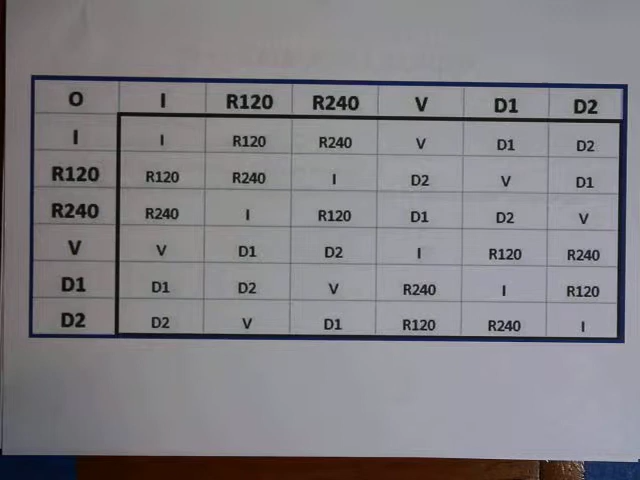 O I R120 R240 V D1 D2
I I R120 R240 V D1 D2
R120 R120 R240 I D2 V D1
R240 R240 I R120 D1 D2 V
V V D1 D2 I R120 R240
D1 D1 D2 V R240 I R120
D2 D2 V D1 R120 R240 I